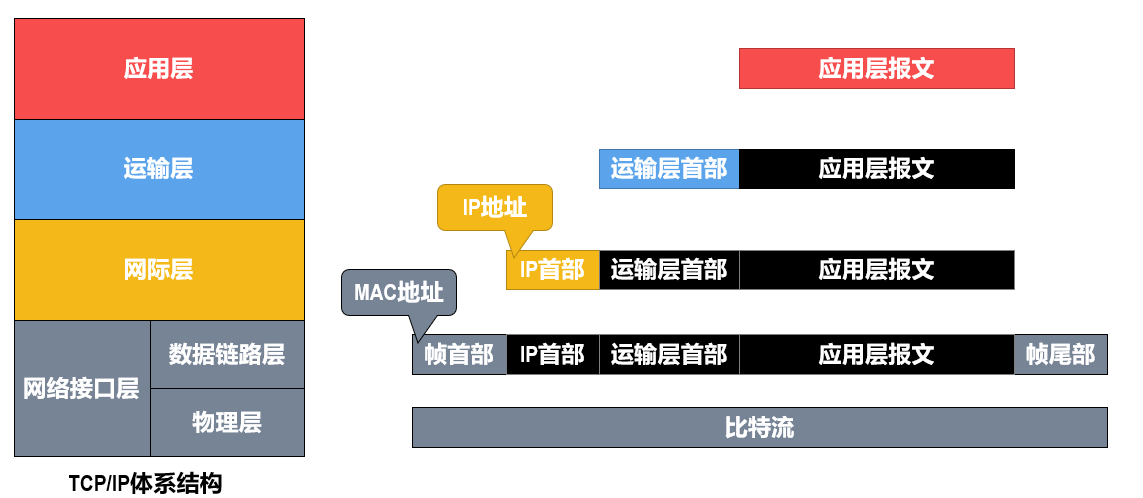 应用层
应用层报文
运输层
运输层首部 应用层报文
IP地址
网际层
IP首部 运输层首部 应用层报文
MAC地址
网络接口层
数据链路层
帧首部 IP首部 运输层首部 应用层报文 帧尾部
物理层
比特流
TCP/IP体系结构